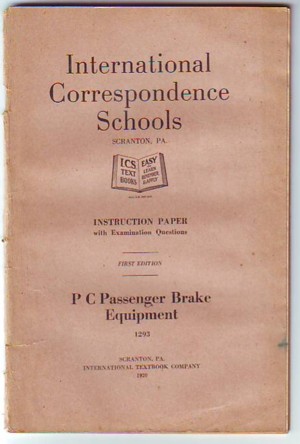 International
Correspondence
Schools
SCRANTON, PA.
I.C.S. EASY
TEXT TO LEARN
BOOKS
INSTRUCTION PAPER
with Examination Questions
FIRST EDITION
P C Passenger Brake
Equipment
1293
SCRANTON, PA.
INTERNATIONAL TEXTBOOK COMPANY